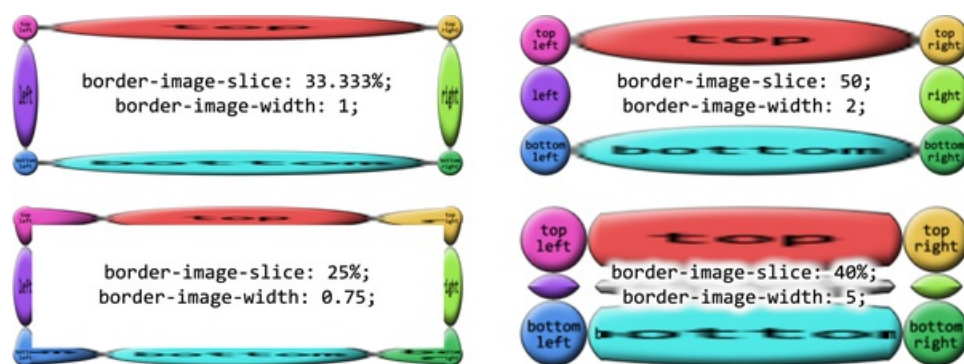 top left
top
top right
left
border-image-slice: 33.333%;
border-image-width: 1;
right
bottom left
bottom
bottom right
top left
top
top right
left
border-image-slice: 50;
border-image-width: 2;
right
bottom left
bottom
bottom right
top left
top
left
border-image-slice: 25%;
border-image-width: 0.75;
right
bottom
top left
top
top right
border-image-slice: 40%;
border-image-width: 5;
bottom left
bottom
bottom right